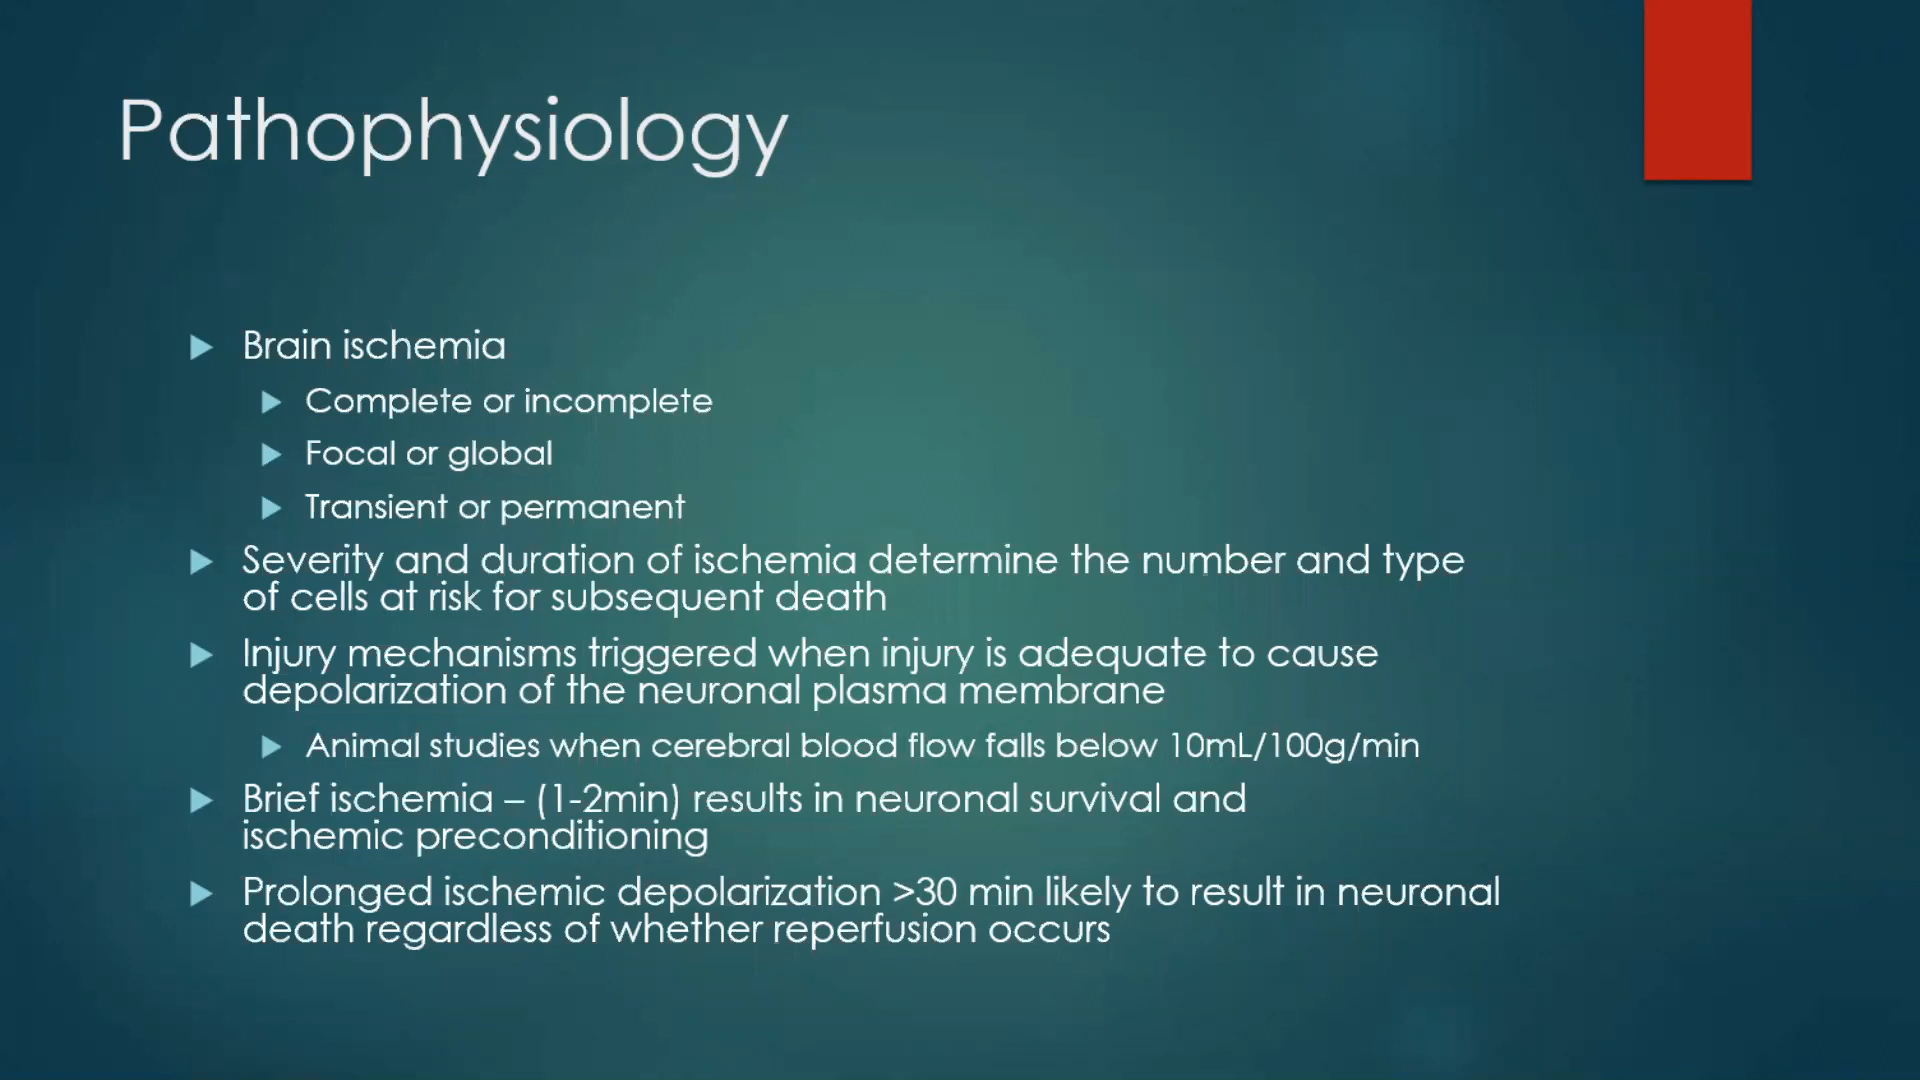 Pathophysiology
Brain ischemia
Complete or incomplete
Focal or global
Transient or permanent
Severity and duration of ischemia determine the number and type
of cells at risk for subsequent death
Injury mechanisms triggered when injury is adequate to cause
depolarization of the neuronal plasma membrane
Animal studies when cerebral blood flow falls below 10mL/100g/min
Brief ischemia – (1-2min) results in neuronal survival and
ischemic preconditioning
Prolonged ischemic depolarization >30 min likely to result in neuronal
death regardless of whether reperfusion occurs